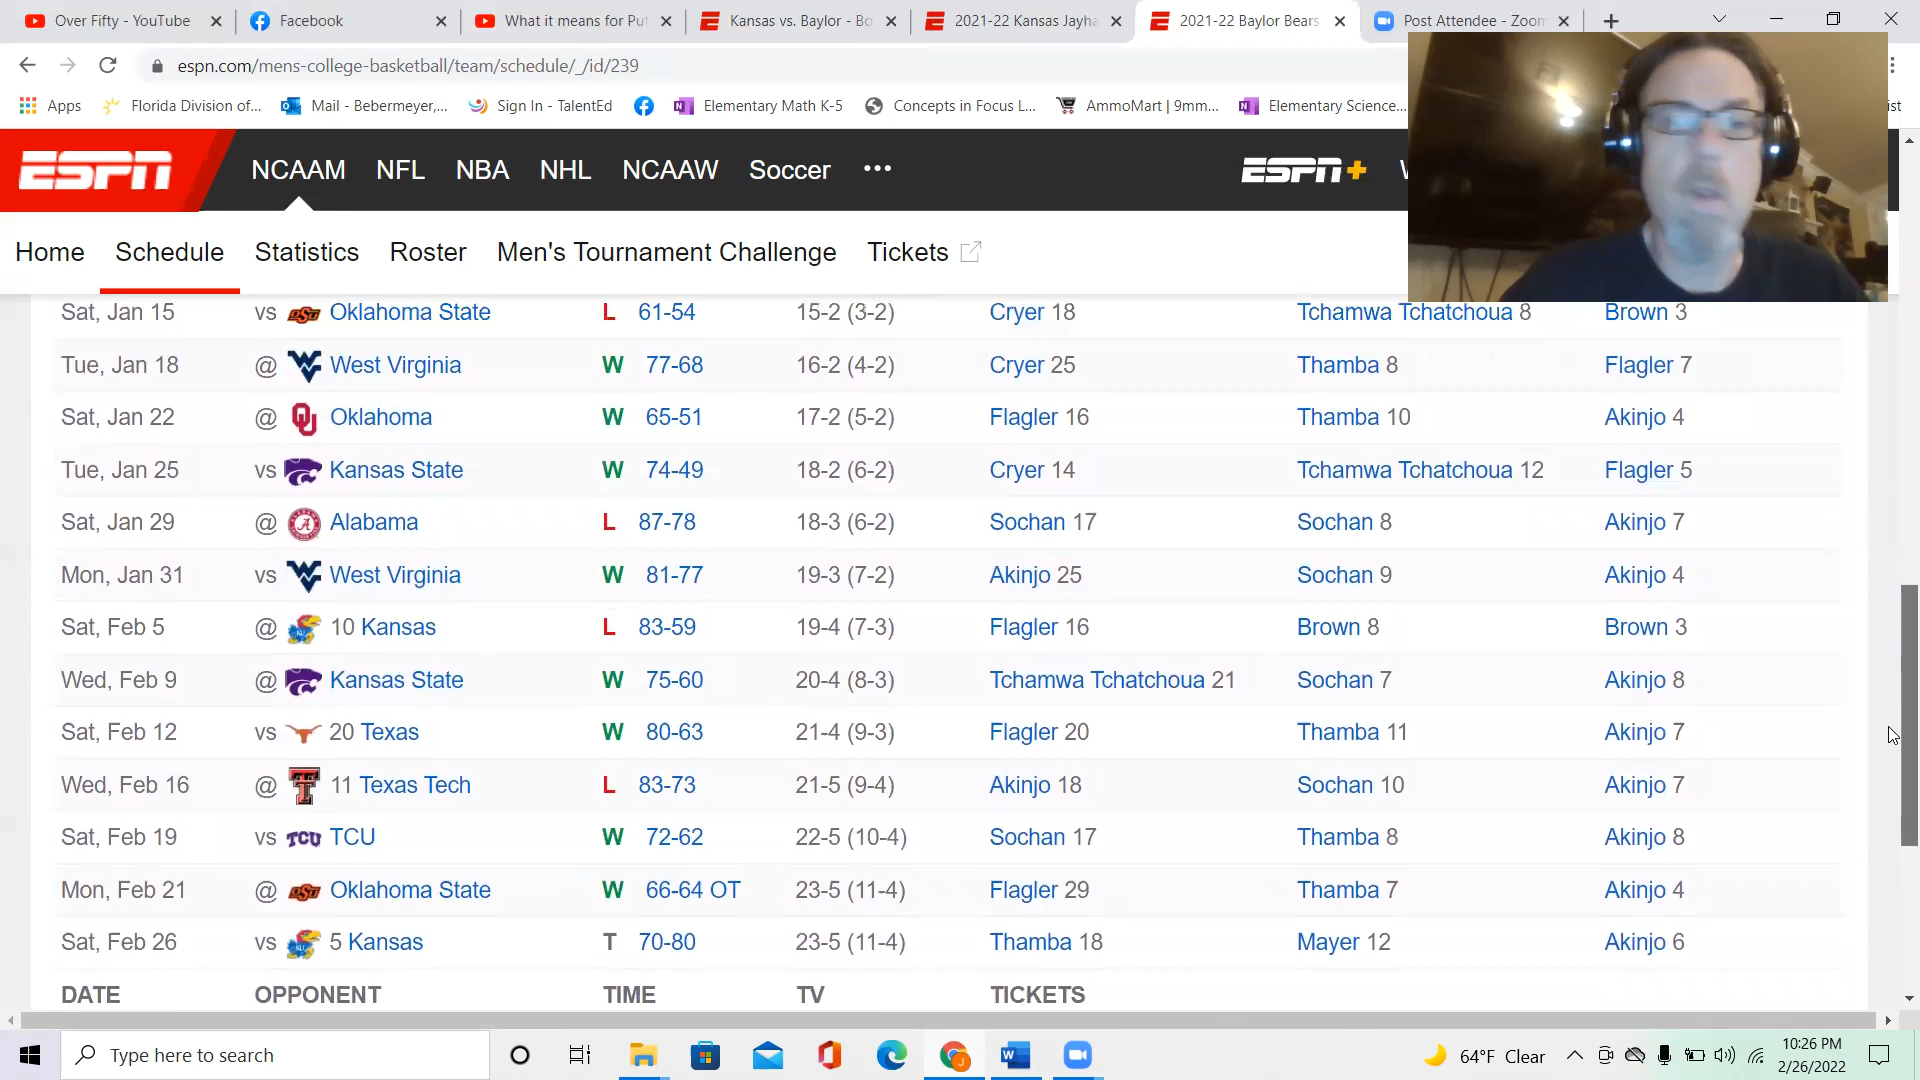 Over Fifty - YouTube Facebook What it means for Pu Kansas vs. Baylor - Bo 2021-22 Kansas Jayha 2021-22 Baylor Bears Post Attendee - Zoom
espn.com/mens-college-basketball/team/schedule/_/id/239
Apps Florida Division of... Mail - Bebermeyer,... Sign In - TalentEd Elementary Math K-5 Concepts in Focus L... AmmoMart | 9mm... Elementary Science... ist
ESPN NCAAM NFL NBA NHL NCAAW Soccer ••• ESPN+
Home Schedule Statistics Roster Men's Tournament Challenge Tickets
Sat, Jan 15 vs Oklahoma State L 61-54 15-2 (3-2) Cryer 18 Tchamwa Tchatchoua 8 Brown 3
Tue, Jan 18 @ West Virginia W 77-68 16-2 (4-2) Cryer 25 Thamba 8 Flagler 7
Sat, Jan 22 @ Oklahoma W 65-51 17-2 (5-2) Flagler 16 Thamba 10 Akinjo 4
Tue, Jan 25 vs Kansas State W 74-49 18-2 (6-2) Cryer 14 Tchamwa Tchatchoua 12 Flagler 5
Sat, Jan 29 @ Alabama L 87-78 18-3 (6-2) Sochan 17 Sochan 8 Akinjo 7
Mon, Jan 31 vs West Virginia W 81-77 19-3 (7-2) Akinjo 25 Sochan 9 Akinjo 4
Sat, Feb 5 @ 10 Kansas L 83-59 19-4 (7-3) Flagler 16 Brown 8 Brown 3
Wed, Feb 9 @ Kansas State W 75-60 20-4 (8-3) Tchamwa Tchatchoua 21 Sochan 7 Akinjo 8
Sat, Feb 12 vs 20 Texas W 80-63 21-4 (9-3) Flagler 20 Thamba 11 Akinjo 7
Wed, Feb 16 @ 11 Texas Tech L 83-73 21-5 (9-4) Akinjo 18 Sochan 10 Akinjo 7
Sat, Feb 19 vs TCU TCU W 72-62 22-5 (10-4) Sochan 17 Thamba 8 Akinjo 8
Mon, Feb 21 @ Oklahoma State W 66-64 OT 23-5 (11-4) Flagler 29 Thamba 7 Akinjo 4
Sat, Feb 26 vs 5 Kansas T 70-80 23-5 (11-4) Thamba 18 Mayer 12 Akinjo 6
DATE OPPONENT TIME TV TICKETS
Type here to search 64°F Clear 10:26 PM
2/26/2022